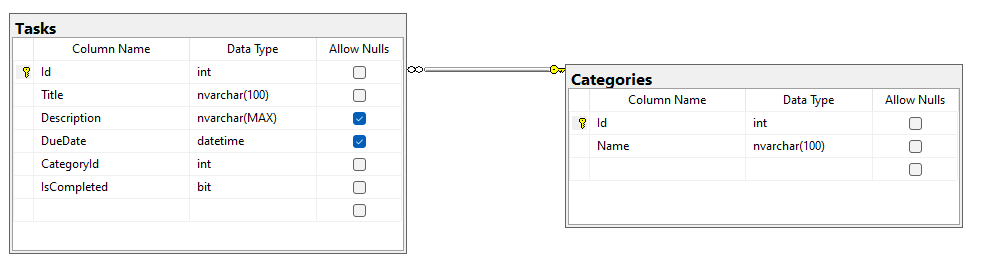 Tasks
Column Name Data Type Allow Nulls
Id int
Title nvarchar(100)
Description nvarchar(MAX)
DueDate datetime
CategoryId int
IsCompleted bit
Categories
Column Name Data Type Allow Nulls
Id int
Name nvarchar(100)